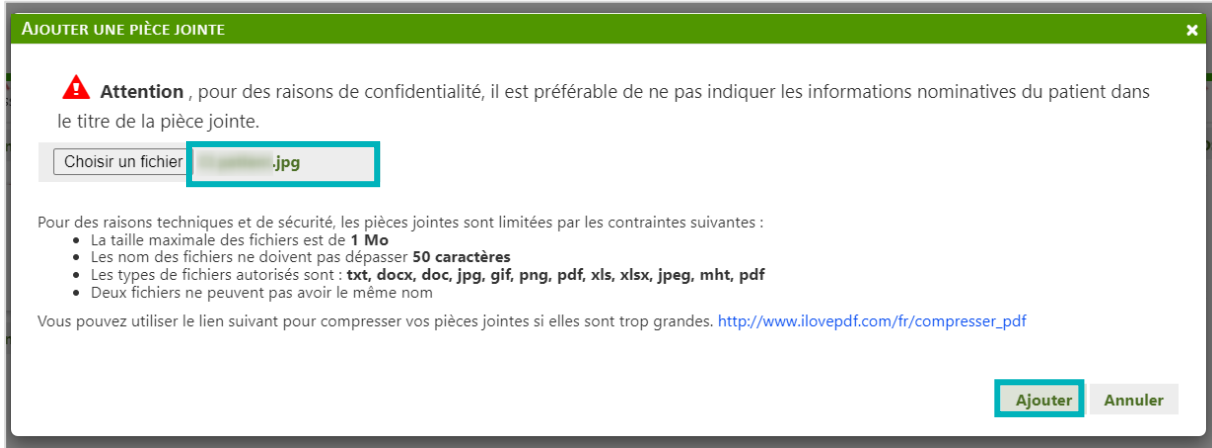 AJOUTER UNE PIÈCE JOINTE
Attention , pour des raisons de confidentialité, il est préférable de ne pas indiquer les informations nominatives du patient dans
le titre de la pièce jointe.
Choisir un fichier .jpg
Pour des raisons techniques et de sécurité, les pièces jointes sont limitées par les contraintes suivantes :
• La taille maximale des fichiers est de 1 Mo
• Les nom des fichiers ne doivent pas dépasser 50 caractères
• Les types de fichiers autorisés sont : txt, docx, doc, jpg, gif, png, pdf, xls, xlsx, jpeg, mht, pdf
• Deux fichiers ne peuvent pas avoir le même nom
Vous pouvez utiliser le lien suivant pour compresser vos pièces jointes si elles sont trop grandes. http://www.ilovepdf.com/fr/compresser_pdf
Ajouter Annuler